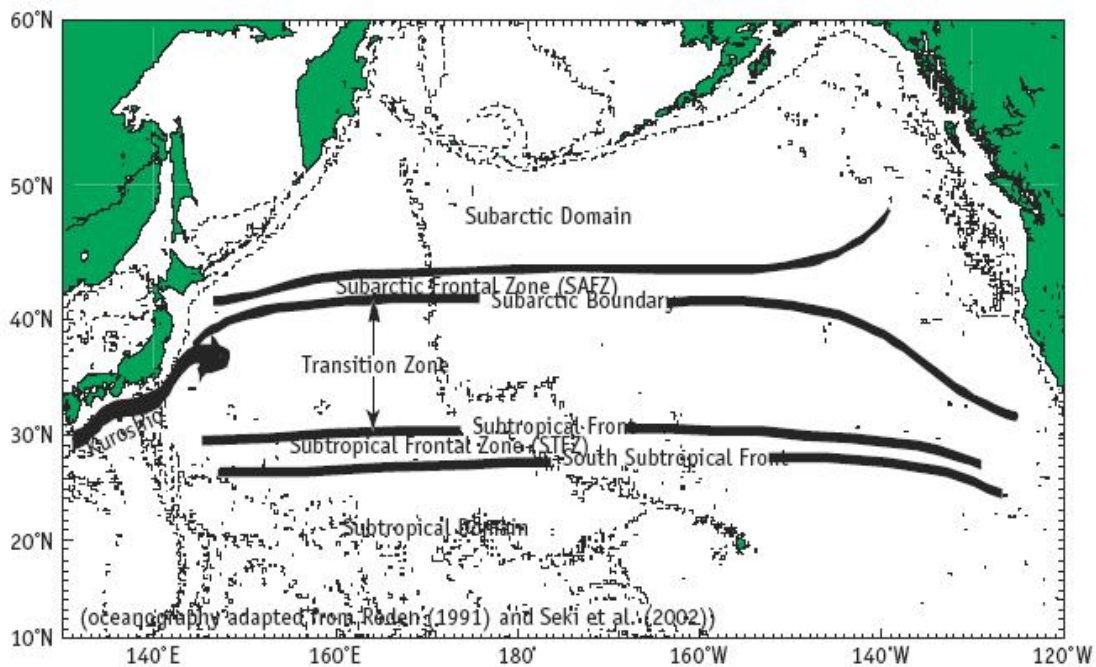 60°N
50°N
Subarctic Domain
Subarctic Frontal Zone (SAFZ)
Subarctic Boundary
40°N
Transition Zone
Kuroshio
Subtropical Front
30°N
Subtropical Frontal Zone (STFZ)
South Subtropical Front
Subtropical Domain
20°N
(oceanography adapted from Roden (1991) and Seki et al. (2002))
10°N
140°E 160°E 180° 160°W 140°W 120°W